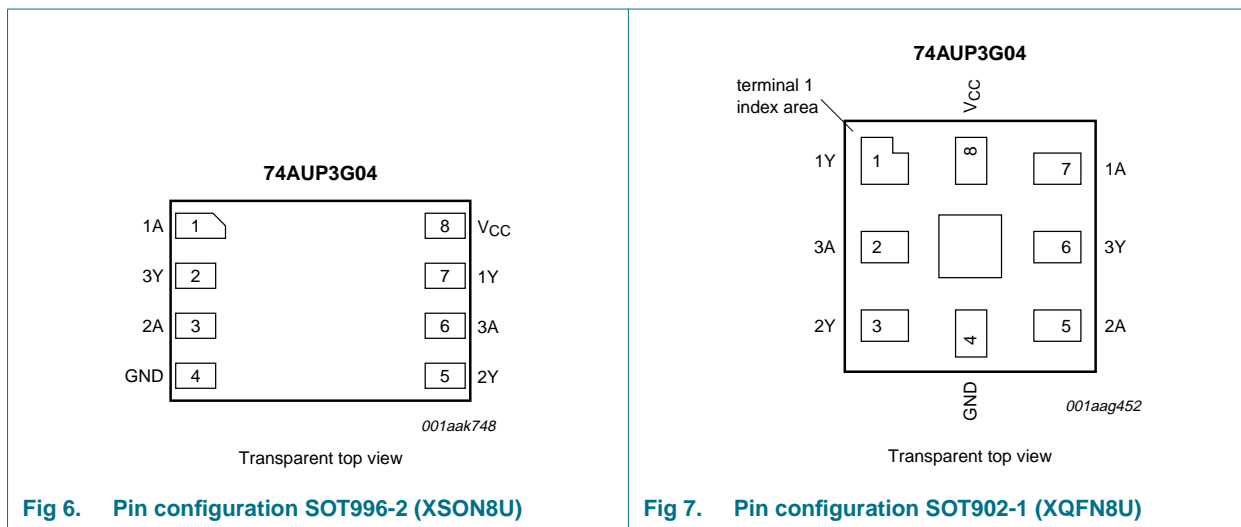 74AUP3G04
1A 1 8 VCC
3Y 2 7 1Y
2A 3 6 3A
GND 4 5 2Y
001aak748
Transparent top view
Fig 6. Pin configuration SOT996-2 (XSON8U)
74AUP3G04
terminal 1
index area
VCC
1Y 1 8 7 1A
3A 2 6 3Y
2Y 3 4 5 2A
GND
001aag452
Transparent top view
Fig 7. Pin configuration SOT902-1 (XQFN8U)